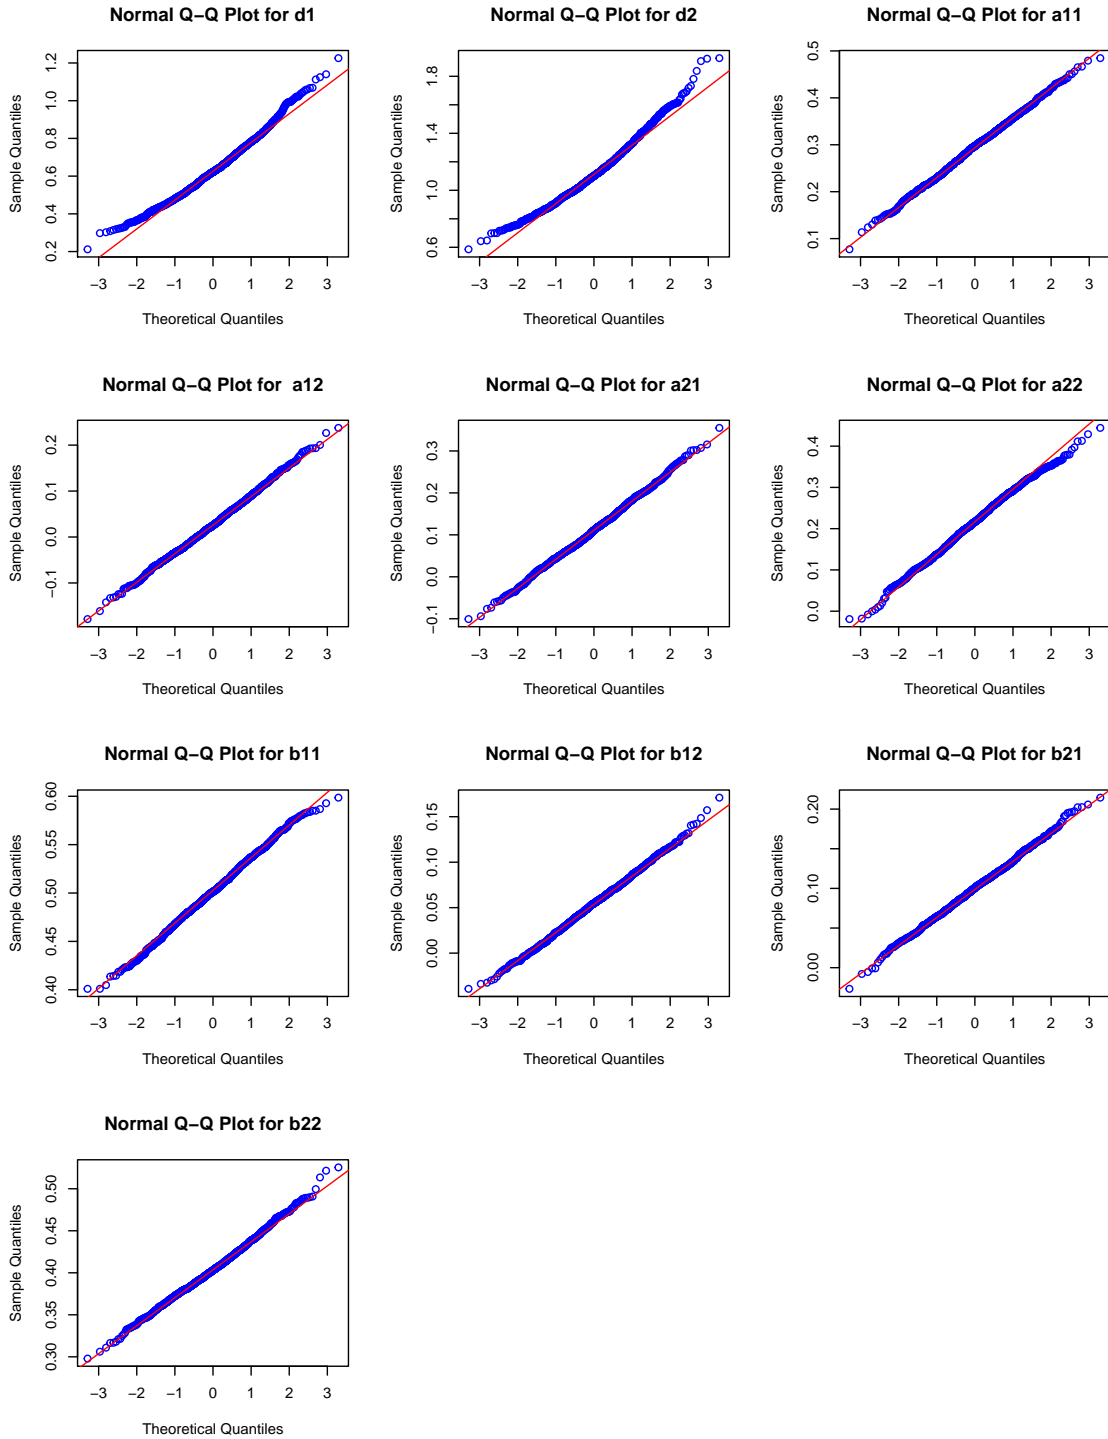 Normal Q−Q Plot for d1
Sample Quantiles
0.2 0.4 0.6 0.8 1.0 1.2
−3 −2 −1 0 1 2 3
Theoretical Quantiles
Normal Q−Q Plot for d2
Sample Quantiles
0.6 1.0 1.4 1.8
−3 −2 −1 0 1 2 3
Theoretical Quantiles
Normal Q−Q Plot for a11
Sample Quantiles
0.1 0.2 0.3 0.4 0.5
−3 −2 −1 0 1 2 3
Theoretical Quantiles
Normal Q−Q Plot for  a12
Sample Quantiles
−0.1 0.0 0.1 0.2
−3 −2 −1 0 1 2 3
Theoretical Quantiles
Normal Q−Q Plot for a21
Sample Quantiles
−0.1 0.0 0.1 0.2 0.3
−3 −2 −1 0 1 2 3
Theoretical Quantiles
Normal Q−Q Plot for a22
Sample Quantiles
0.0 0.1 0.2 0.3 0.4
−3 −2 −1 0 1 2 3
Theoretical Quantiles
Normal Q−Q Plot for b11
Sample Quantiles
0.40 0.45 0.50 0.55 0.60
−3 −2 −1 0 1 2 3
Theoretical Quantiles
Normal Q−Q Plot for b12
Sample Quantiles
0.00 0.05 0.10 0.15
−3 −2 −1 0 1 2 3
Theoretical Quantiles
Normal Q−Q Plot for b21
Sample Quantiles
0.00 0.10 0.20
−3 −2 −1 0 1 2 3
Theoretical Quantiles
Normal Q−Q Plot for b22
Sample Quantiles
0.30 0.35 0.40 0.45 0.50
−3 −2 −1 0 1 2 3
Theoretical Quantiles